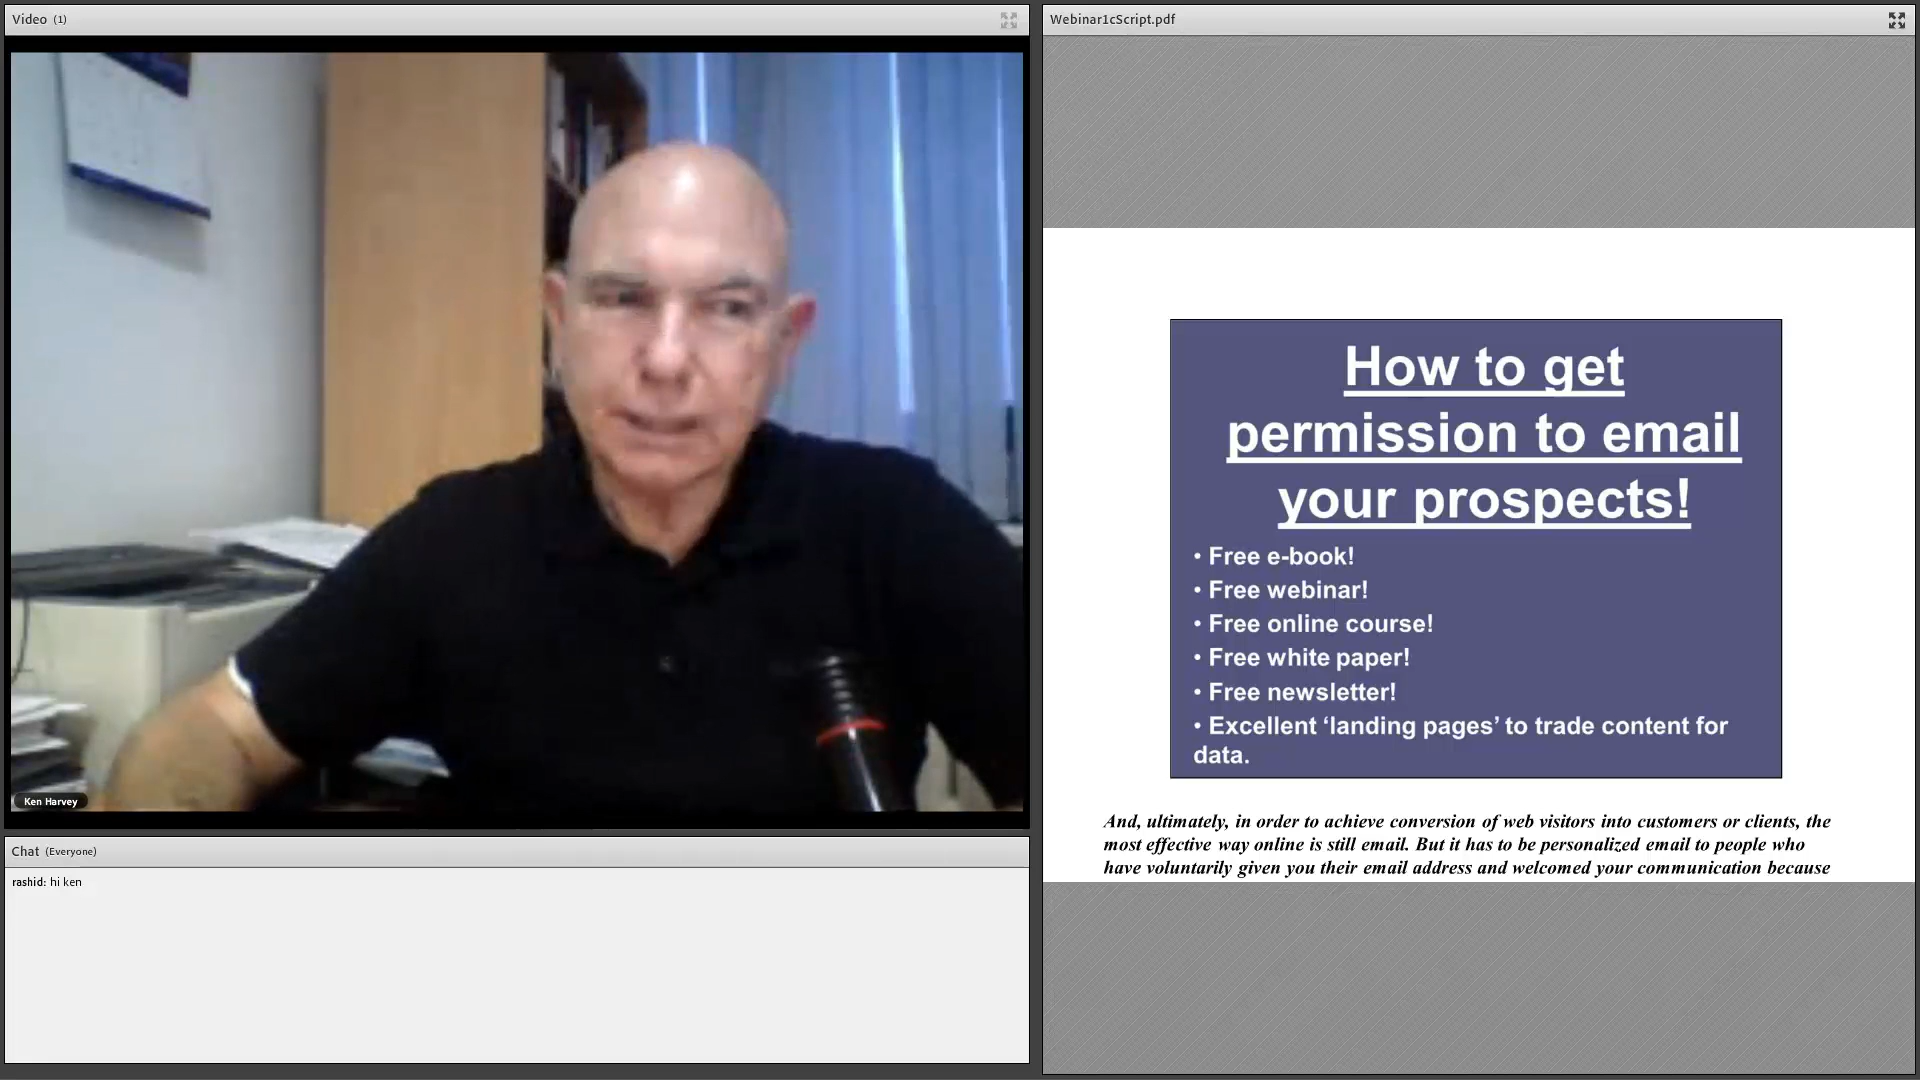 Video (1)
Ken Harvey
Chat (Everyone)
rashid: hi ken
Webinar1cScript.pdf
How to get
permission to email
your prospects!
• Free e-book!
• Free webinar!
• Free online course!
• Free white paper!
• Free newsletter!
• Excellent ‘landing pages’ to trade content for
data.
And, ultimately, in order to achieve conversion of web visitors into customers or clients, the
most effective way online is still email. But it has to be personalized email to people who
have voluntarily given you their email address and welcomed your communication because